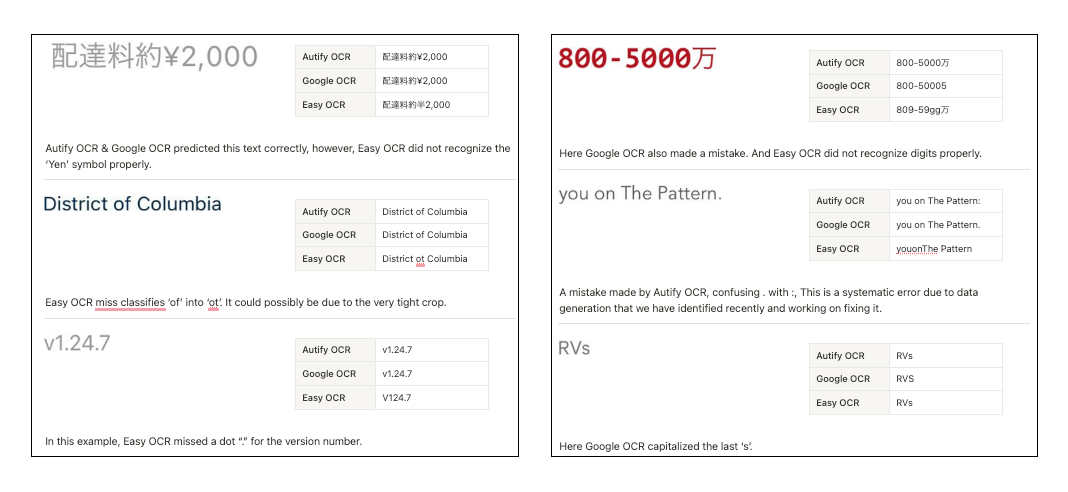 配達料約¥2,000
Autify OCR 配達料約¥2,000
Google OCR 配達料約¥2,000
Easy OCR 配達料約半2,000
Autify OCR & Google OCR predicted this text correctly, however, Easy OCR did not recognize the
‘Yen’ symbol properly.
District of Columbia
Autify OCR District of Columbia
Google OCR District of Columbia
Easy OCR District ot Columbia
Easy OCR miss classifies ‘of’ into ‘ot’. It could possibly be due to the very tight crop.
v1.24.7
Autify OCR v1.24.7
Google OCR v1.24.7
Easy OCR V124.7
In this example, Easy OCR missed a dot “.” for the version number.
800-5000万
Autify OCR 800-5000万
Google OCR 800-50005
Easy OCR 809-59gg万
Here Google OCR also made a mistake. And Easy OCR did not recognize digits properly.
you on The Pattern.
Autify OCR you on The Pattern:
Google OCR you on The Pattern.
Easy OCR youonThe Pattern
A mistake made by Autify OCR, confusing . with :, This is a systematic error due to data
generation that we have identified recently and working on fixing it.
RVs
Autify OCR RVs
Google OCR RVS
Easy OCR RVs
Here Google OCR capitalized the last ‘s’.